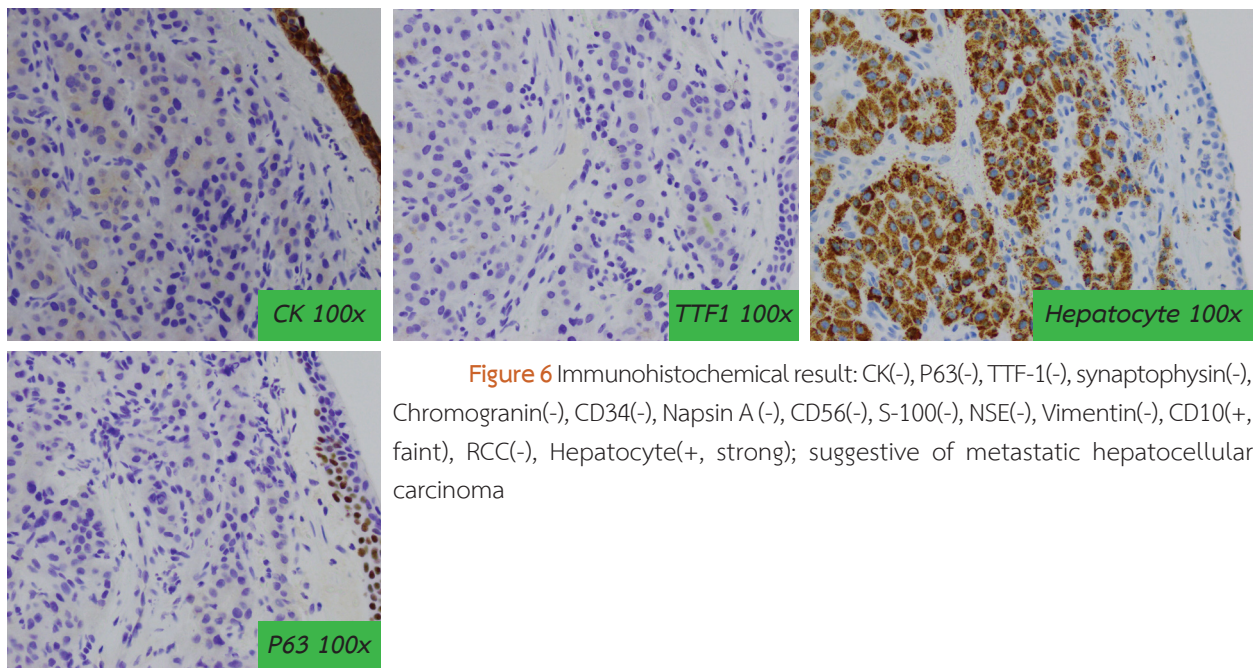 CK 100x
TTF1 100x
Hepatocyte 100x
P63 100x
Figure 6 Immunohistochemical result: CK(-), P63(-), TTF-1(-), synaptophysin(-),
Chromogranin(-), CD34(-), Napsin A (-), CD56(-), S-100(-), NSE(-), Vimentin(-), CD10(+,
faint), RCC(-), Hepatocyte(+, strong); suggestive of metastatic hepatocellular
carcinoma